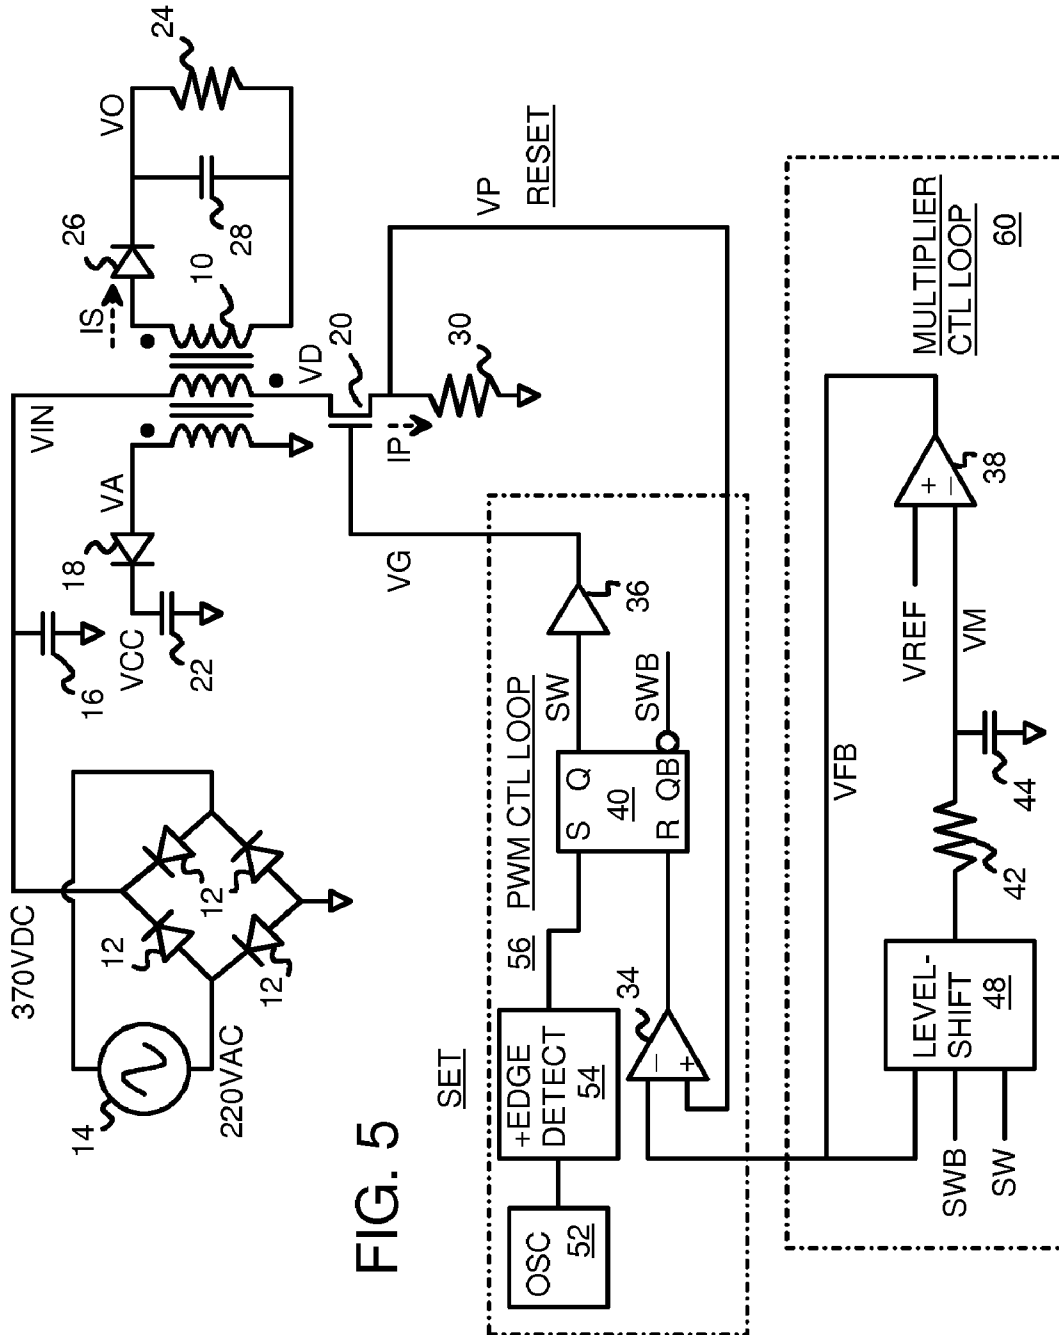 FIG. 5
14
220VAC
370VDC
12
12
12
16
VCC
22
18
VA
VIN
IS
26
VO
24
28
10
VD
20
IP
30
VG
VP
RESET
SET
OSC
52
+EDGE
DETECT
54
56
PWM CTL LOOP
34
−
+
S Q
40
R QB
SW
SWB
36
MULTIPLIER
CTL LOOP
60
VFB
SWB
SW
LEVEL-
SHIFT
48
42
44
VREF
VM
+
−
38